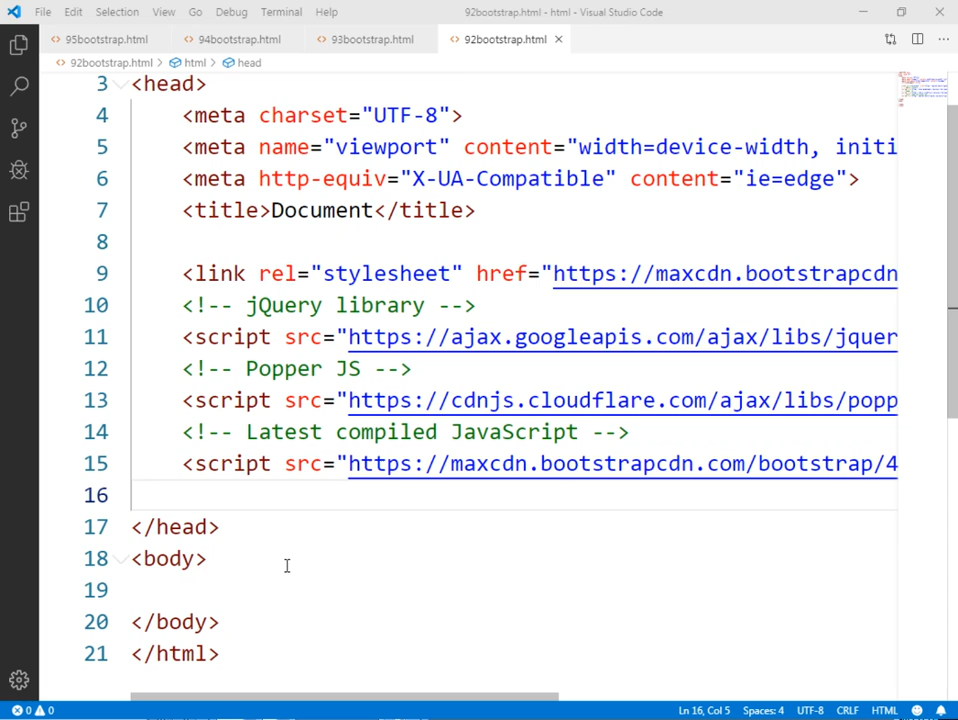 File Edit Selection View Go Debug Terminal Help 92bootstrap.html - html - Visual Studio Code
95bootstrap.html 94bootstrap.html 93bootstrap.html 92bootstrap.html
92bootstrap.html > html > head
3 <head>
4 <meta charset="UTF-8">
5 <meta name="viewport" content="width=device-width, initi
6 <meta http-equiv="X-UA-Compatible" content="ie=edge">
7 <title>Document</title>
8
9 <link rel="stylesheet" href="https://maxcdn.bootstrapcdn
10 <!-- jQuery library -->
11 <script src="https://ajax.googleapis.com/ajax/libs/jquer
12 <!-- Popper JS -->
13 <script src="https://cdnjs.cloudflare.com/ajax/libs/popp
14 <!-- Latest compiled JavaScript -->
15 <script src="https://maxcdn.bootstrapcdn.com/bootstrap/4
16
17 </head>
18 <body>
19
20 </body>
21 </html>
0 0 Ln 16, Col 5 Spaces: 4 UTF-8 CRLF HTML